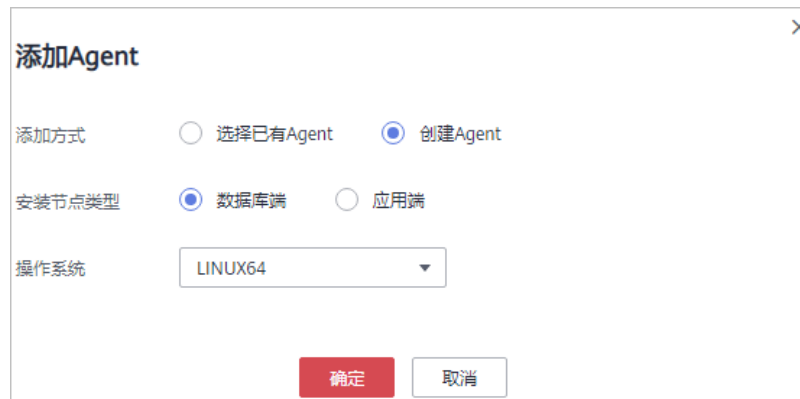 添加Agent
添加方式 选择已有Agent 创建Agent
安装节点类型 数据库端 应用端
操作系统 LINUX64
确定 取消